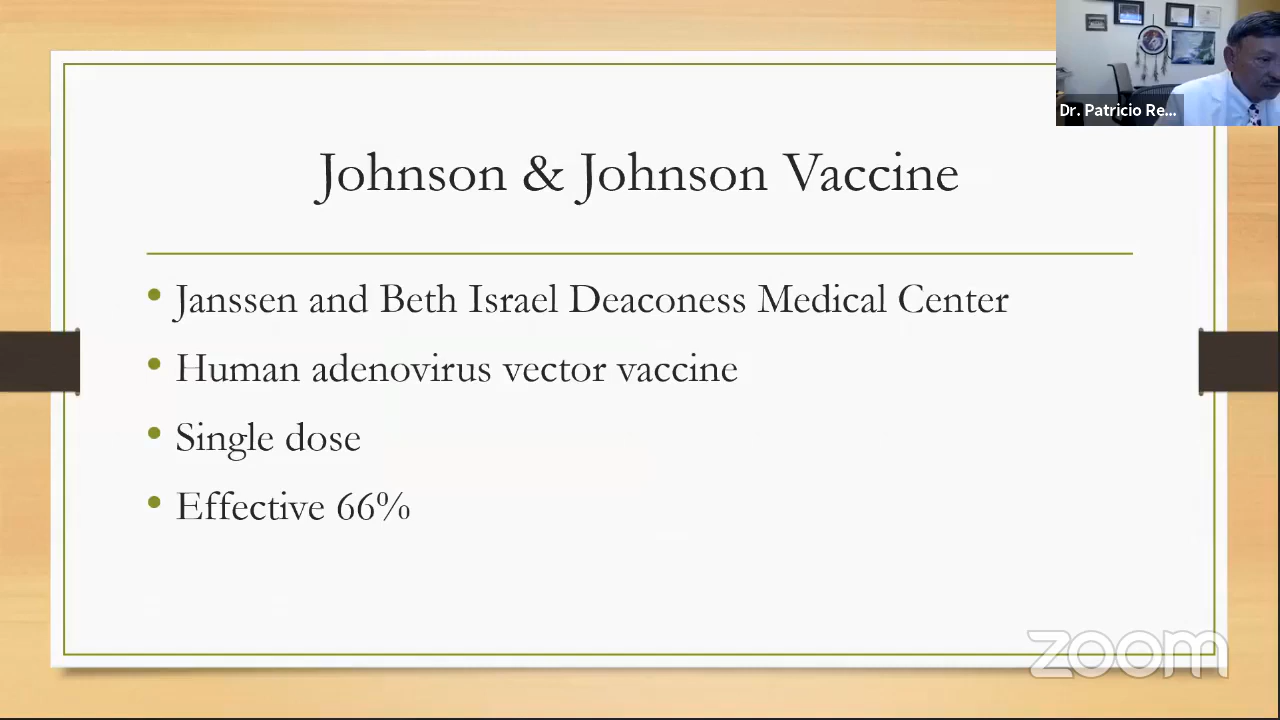 Dr. Patricio Re...
Johnson & Johnson Vaccine
• Janssen and Beth Israel Deaconess Medical Center
• Human adenovirus vector vaccine
• Single dose
• Effective 66%
zoom